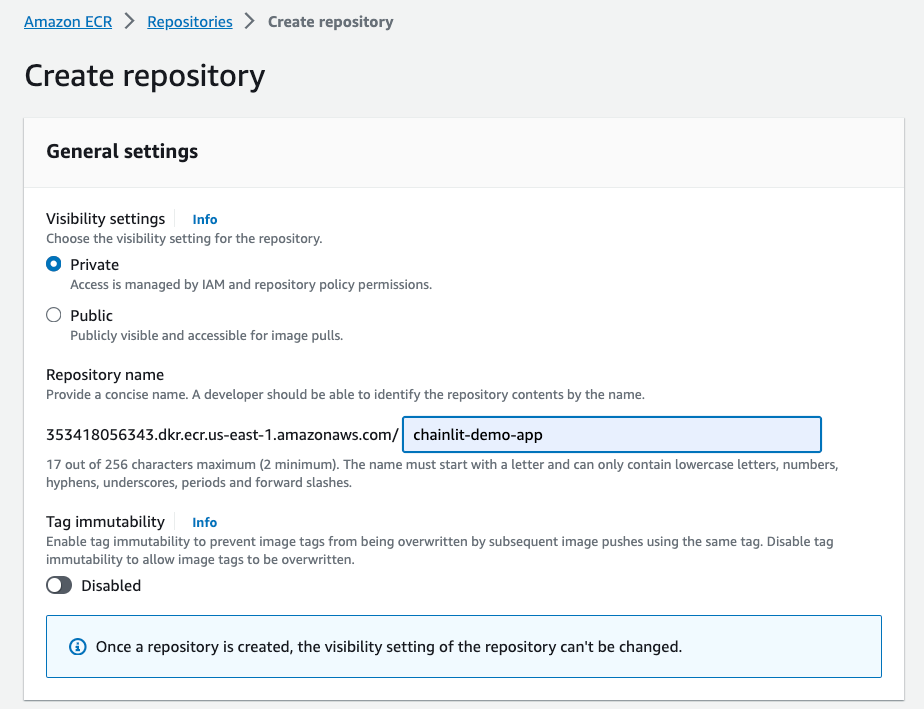 Amazon ECR > Repositories > Create repository
Create repository
General settings
Visibility settings Info
Choose the visibility setting for the repository.
Private
Access is managed by IAM and repository policy permissions.
Public
Publicly visible and accessible for image pulls.
Repository name
Provide a concise name. A developer should be able to identify the repository contents by the name.
353418056343.dkr.ecr.us-east-1.amazonaws.com/ chainlit-demo-app
17 out of 256 characters maximum (2 minimum). The name must start with a letter and can only contain lowercase letters, numbers,
hyphens, underscores, periods and forward slashes.
Tag immutability Info
Enable tag immutability to prevent image tags from being overwritten by subsequent image pushes using the same tag. Disable tag
immutability to allow image tags to be overwritten.
Disabled
Once a repository is created, the visibility setting of the repository can't be changed.